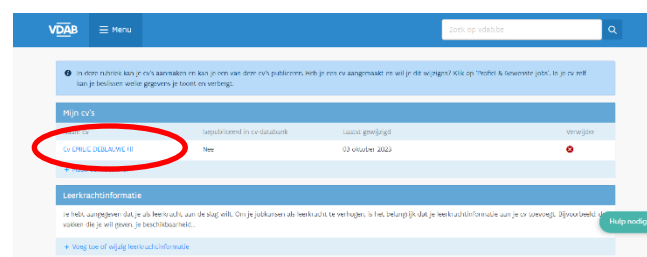 VDAB Menu Zoek op vdab.be
In deze rubriek kan je cv's aanmaken en kan je een van deze cv's publiceren. Heb je een cv aangemaakt en wil je dit wijzigen? Klik op 'Profiel & Gewenste jobs'. In je cv zelf
kan je beslissen welke gegevens je toont en verbergt.
Mijn cv's
Naam cv Gepubliceerd in cv-databank Laatst gewijzigd Verwijder
CV EMILIE DEBLAUWE Nee 03 oktober 2023
Leerkrachtinformatie
Je hebt aangegeven dat je als leerkracht aan de slag wilt. Om je jobkansen als leerkracht te verhogen, is het belangrijk dat je leerkrachtinformatie aan je cv toevoegt. Bijvoorbeeld
vakken die je wil geven, je beschikbaarheid..
Hulp nodig
+ Voeg toe of wijzig leerkrachtinformatie